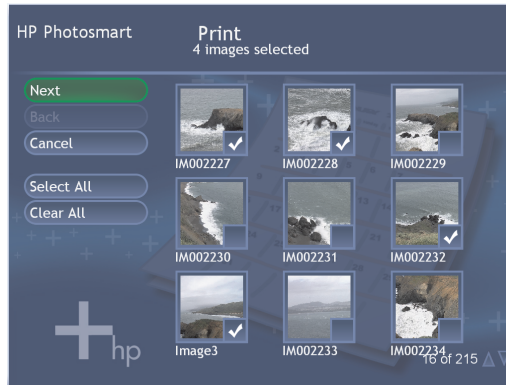 HP Photosmart
Print
4 images selected
Next
Back
Cancel
Select All
Clear All
IM002227
IM002228
IM002229
IM002230
IM002231
IM002232
Image3
IM002233
IM002234
16 of 215
hp